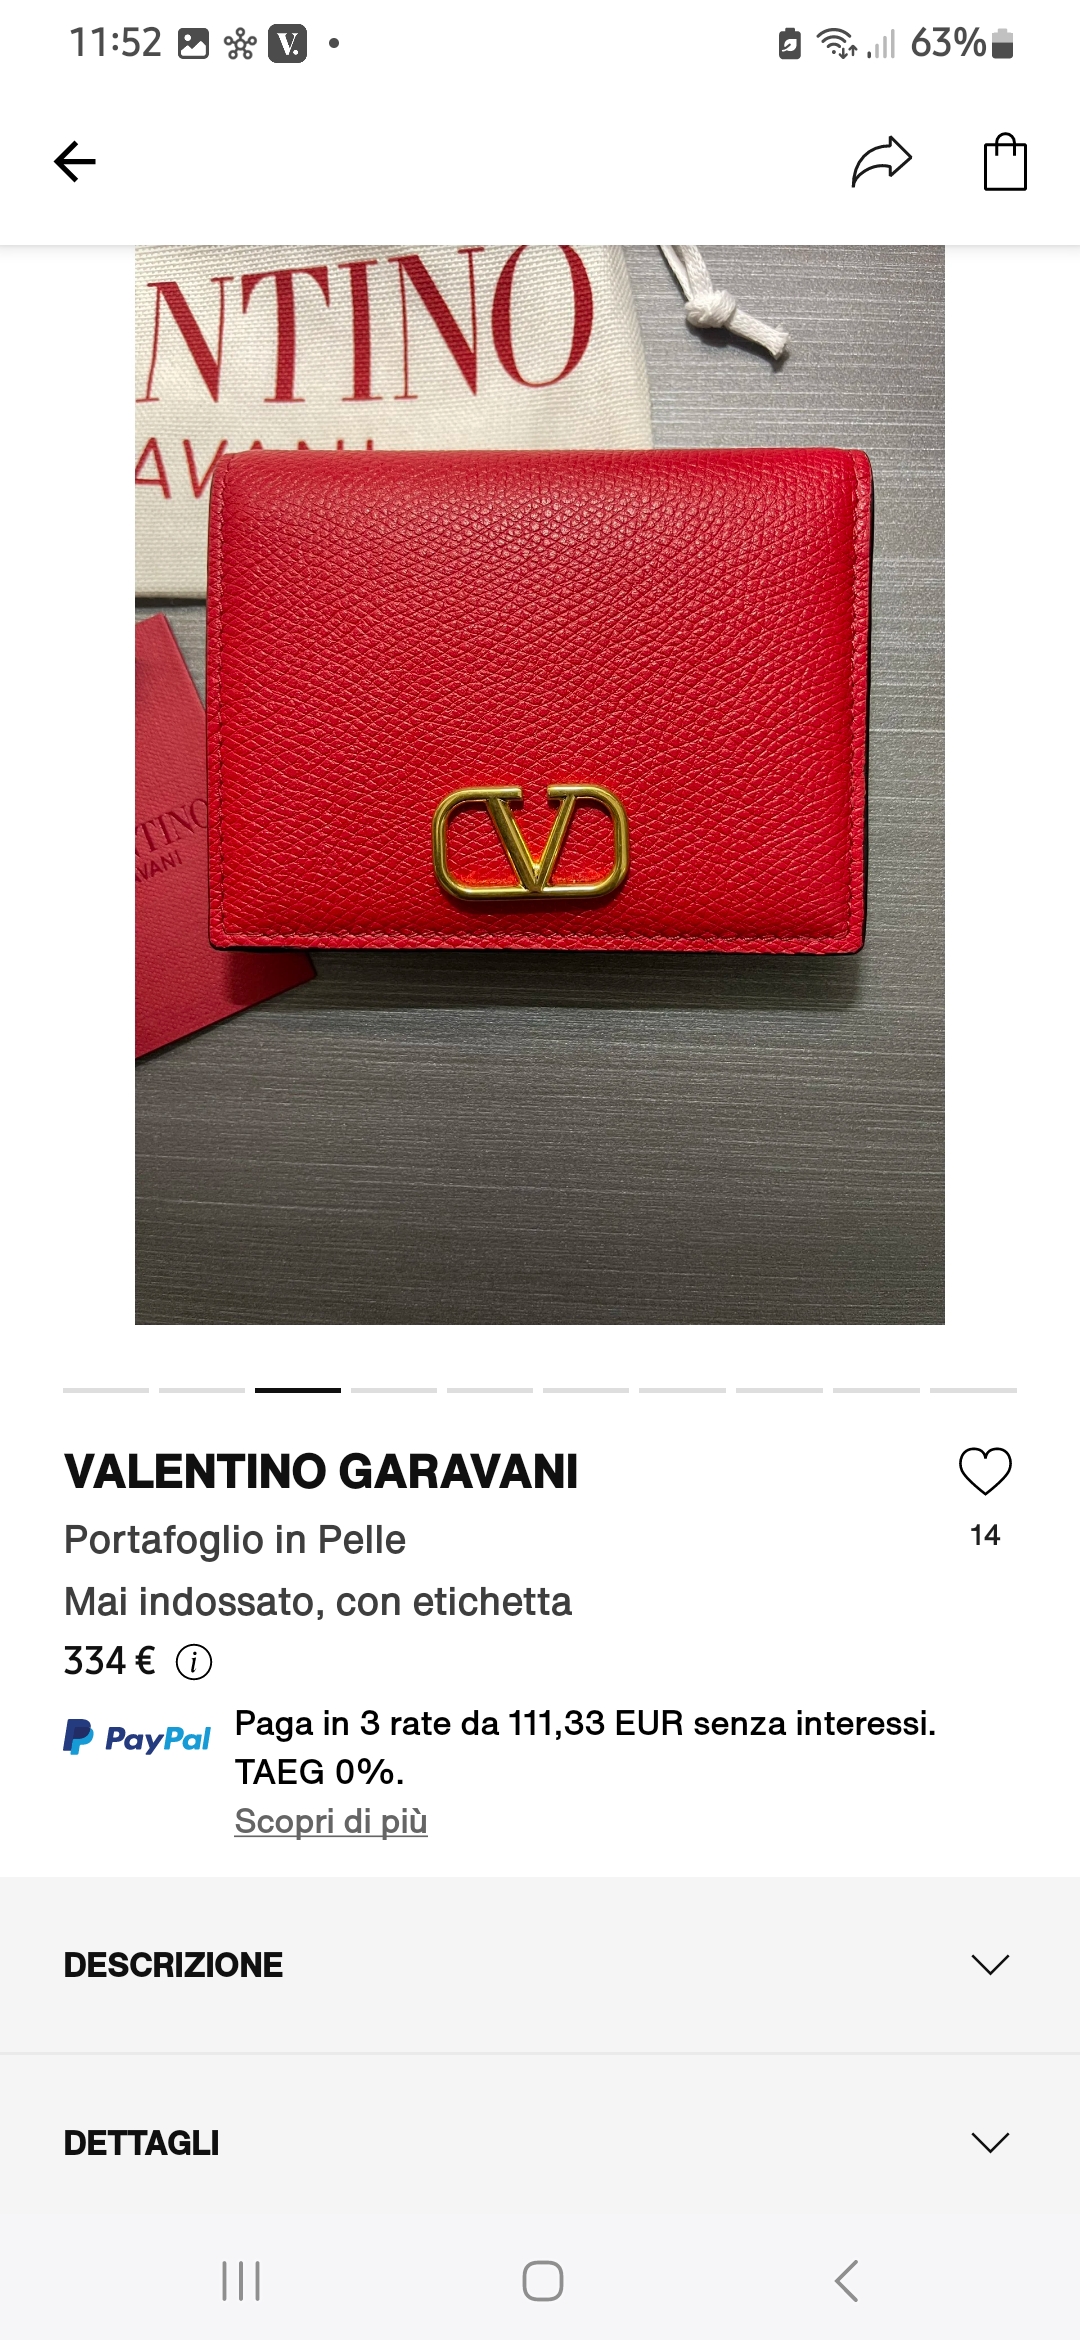 11:52
V.
63%
NTINO
AVANI
TINO
VANI
VALENTINO GARAVANI
14
Portafoglio in Pelle
Mai indossato, con etichetta
334 € i
PayPal Paga in 3 rate da 111,33 EUR senza interessi.
TAEG 0%.
Scopri di più
DESCRIZIONE
DETTAGLI